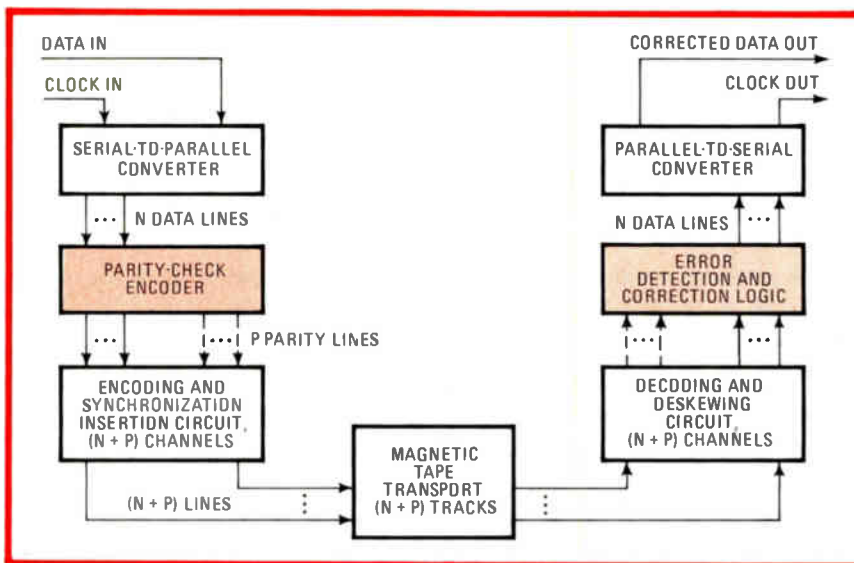 DATA IN
CLOCK IN
SERIAL-TO-PARALLEL
CONVERTER
••• N DATA LINES
PARITY-CHECK
ENCODER
••• ••• P PARITY LINES
ENCODING AND
SYNCHRONIZATION
INSERTION CIRCUIT,
(N + P) CHANNELS
(N + P) LINES
MAGNETIC
TAPE
TRANSPORT
(N + P) TRACKS
CORRECTED DATA OUT
CLOCK OUT
PARALLEL-TO-SERIAL
CONVERTER
N DATA LINES •••
ERROR
DETECTION AND
CORRECTION LOGIC
••• •••
DECODING AND
DESKEWING
CIRCUIT,
(N + P) CHANNELS